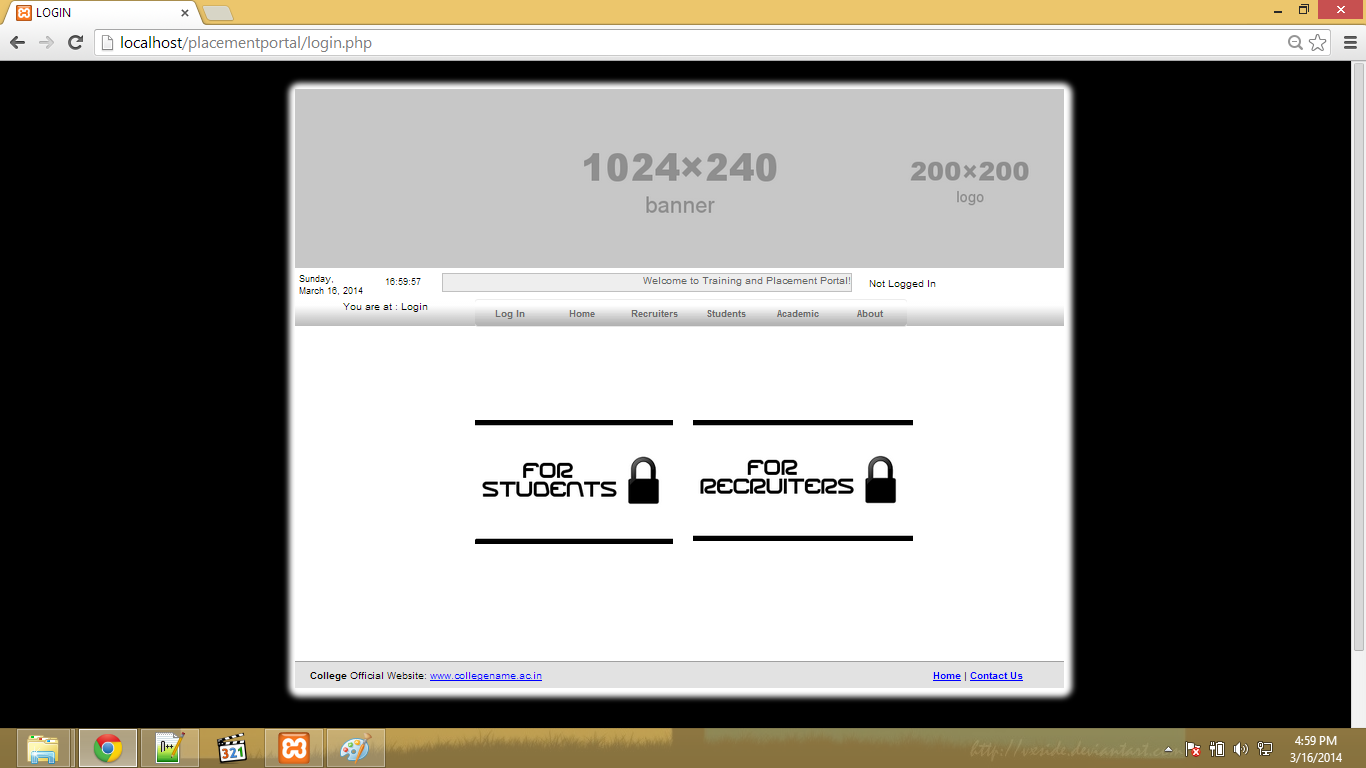 LOGIN
localhost/placementportal/login.php
1024×240
banner
200×200
logo
Sunday,
March 16, 2014
16:59:57
Welcome to Training and Placement Portal!
Not Logged In
You are at : Login
Log In Home Recruiters Students Academic About
FOR
STUDENTS
FOR
RECRUITERS
College Official Website: www.collegename.ac.in
Home | Contact Us
321
http://veside.deviantart.com
4:59 PM
3/16/2014